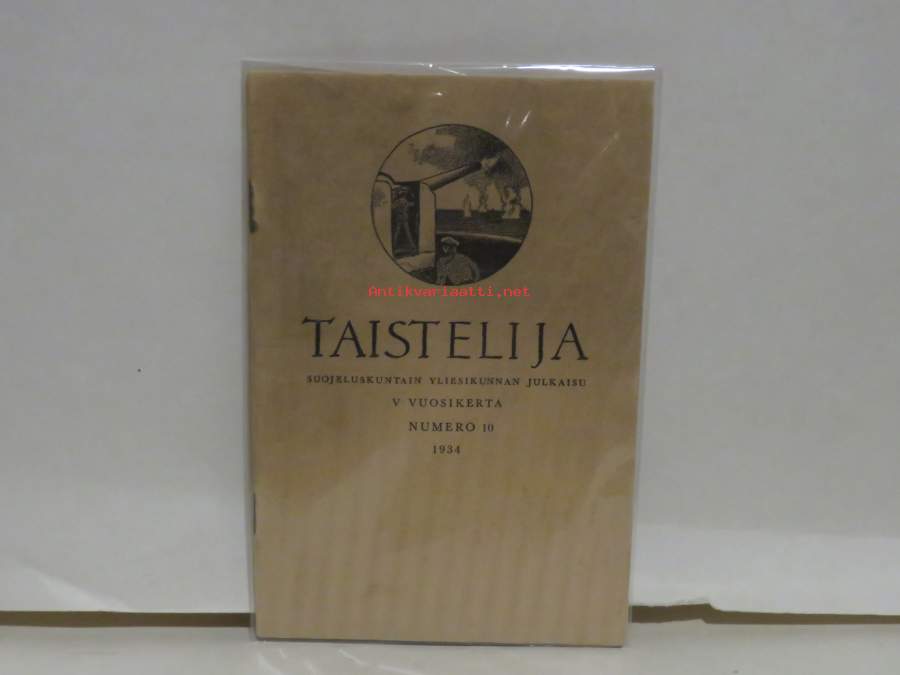 Antikvariaatti.net
TAISTELIJA
SUOJELUSKUNTAIN YLIESIKUNNAN JULKAISU
V VUOSIKERTA
NUMERO 10
1934